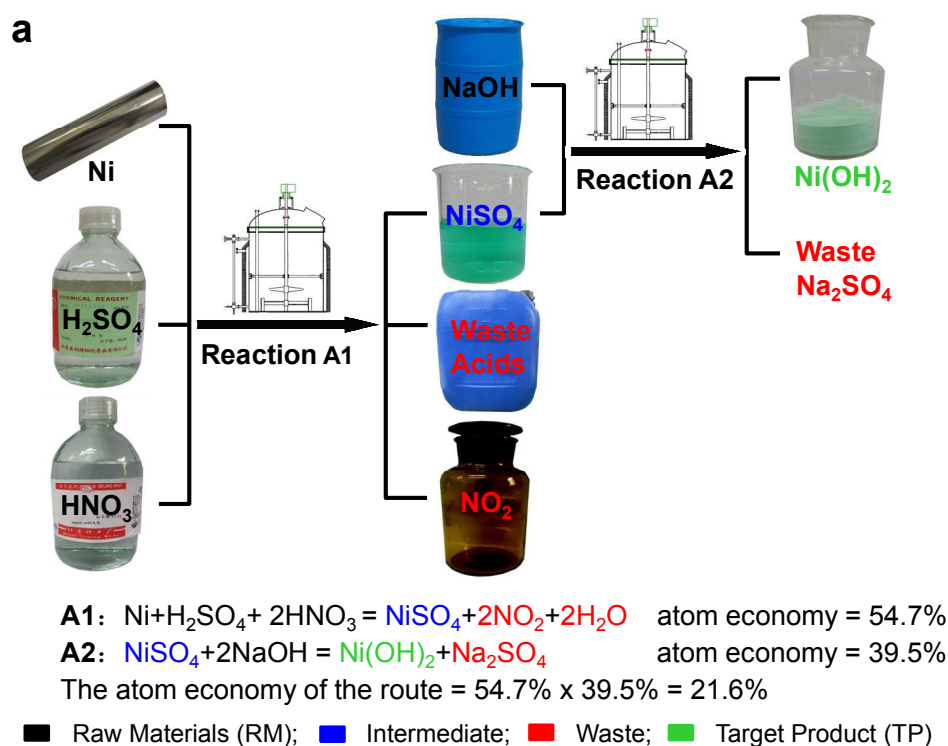 a
Ni
H₂SO₄
HNO₃
Reaction A1
NaOH
NiSO₄
Waste
Acids
NO₂
Reaction A2
Ni(OH)₂
Waste
Na₂SO₄
CHEMICAL REAGENT
A1：Ni+H₂SO₄+ 2HNO₃ = NiSO₄+2NO₂+2H₂O atom economy = 54.7%
A2：NiSO₄+2NaOH = Ni(OH)₂+Na₂SO₄ atom economy = 39.5%
The atom economy of the route = 54.7% x 39.5% = 21.6%
Raw Materials (RM); Intermediate; Waste; Target Product (TP)